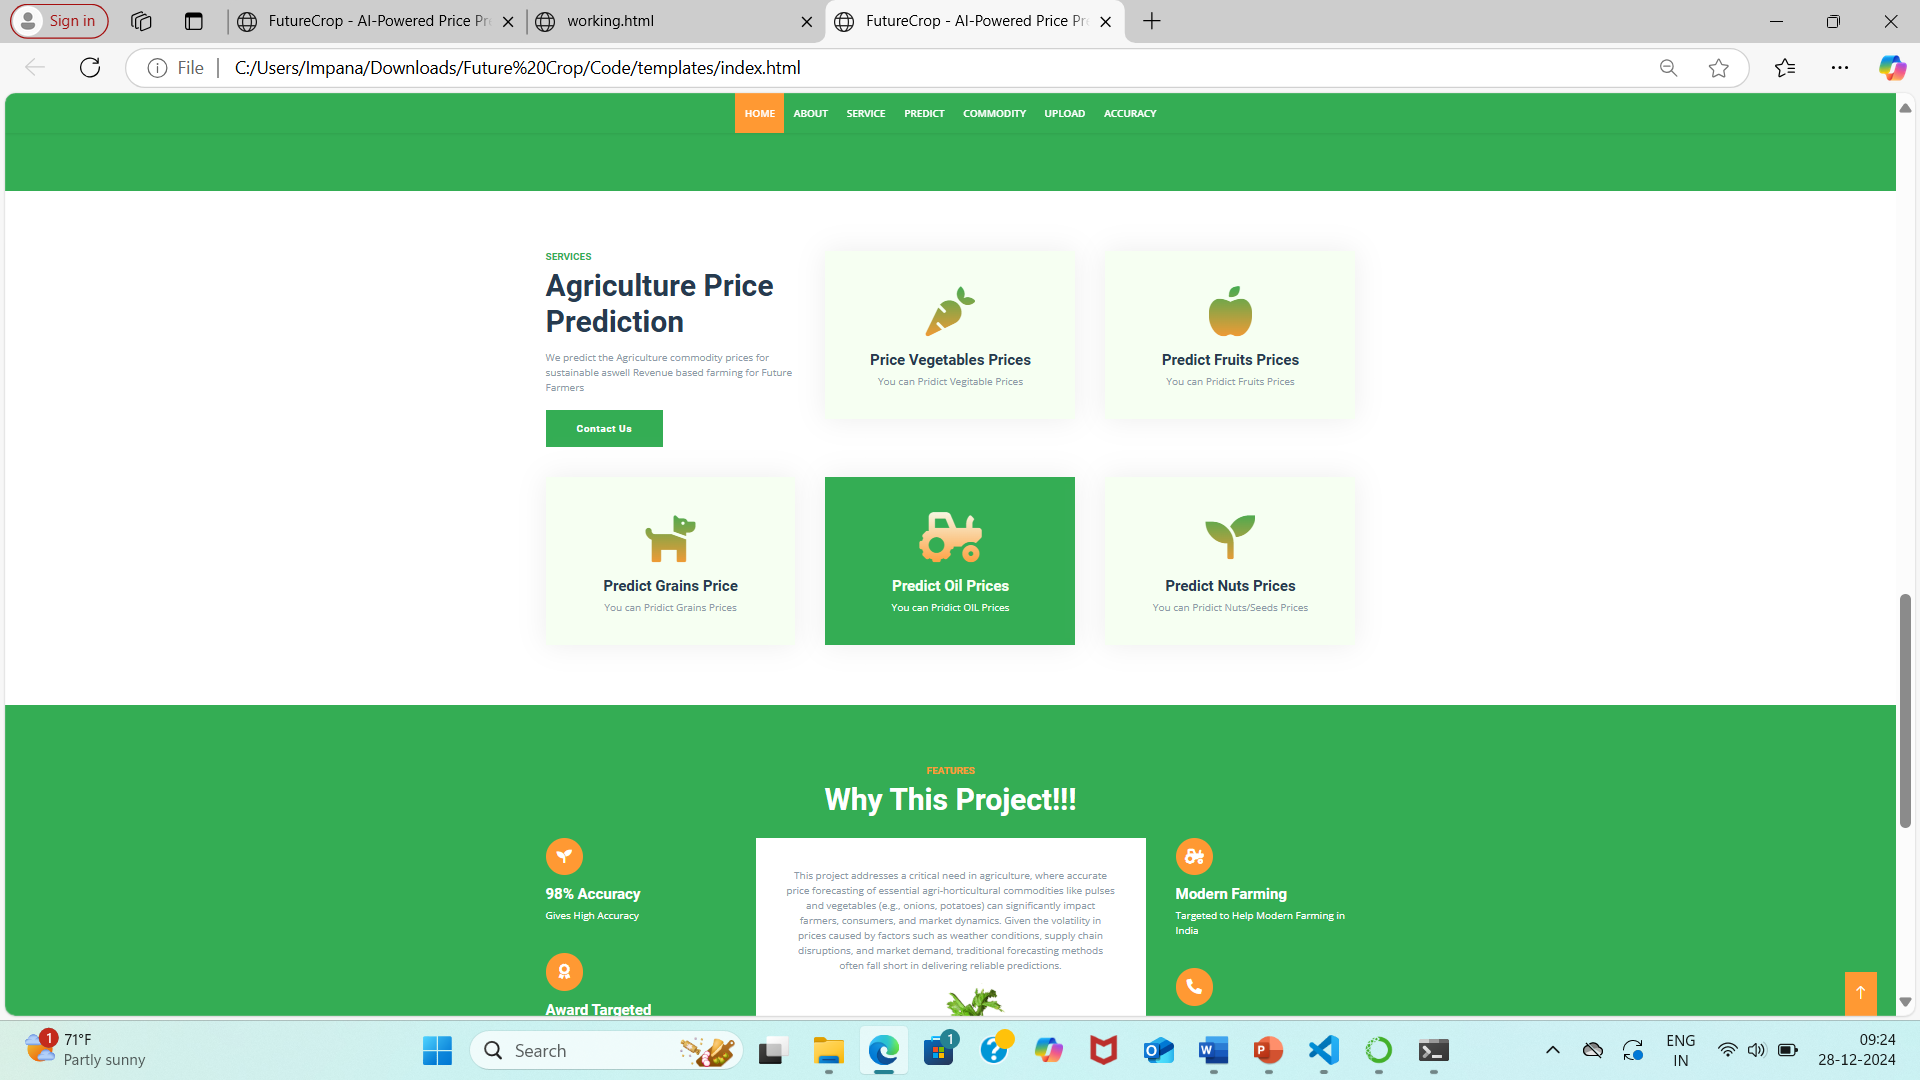 Sign in
FutureCrop - AI-Powered Price Pr
working.html
FutureCrop - AI-Powered Price Pr
File
C:/Users/Impana/Downloads/Future%20Crop/Code/templates/index.html
HOME ABOUT SERVICE PREDICT COMMODITY UPLOAD ACCURACY
SERVICES
Agriculture Price
Prediction
We predict the Agriculture commodity prices for
sustainable aswell Revenue based farming for Future
Farmers
Contact Us
Price Vegetables Prices
You can Pridict Vegitable Prices
Predict Fruits Prices
You can Pridict Fruits Prices
Predict Grains Price
You can Pridict Grains Prices
Predict Oil Prices
You can Pridict OIL Prices
Predict Nuts Prices
You can Pridict Nuts/Seeds Prices
FEATURES
Why This Project!!!
98% Accuracy
Gives High Accuracy
Award Targeted
This project addresses a critical need in agriculture, where accurate
price forecasting of essential agri-horticultural commodities like pulses
and vegetables (e.g., onions, potatoes) can significantly impact
farmers, consumers, and market dynamics. Given the volatility in
prices caused by factors such as weather conditions, supply chain
disruptions, and market demand, traditional forecasting methods
often fall short in delivering reliable predictions.
Modern Farming
Targeted to Help Modern Farming in
India
1
71°F
Partly sunny
Search
1
ENG
IN
09:24
28-12-2024